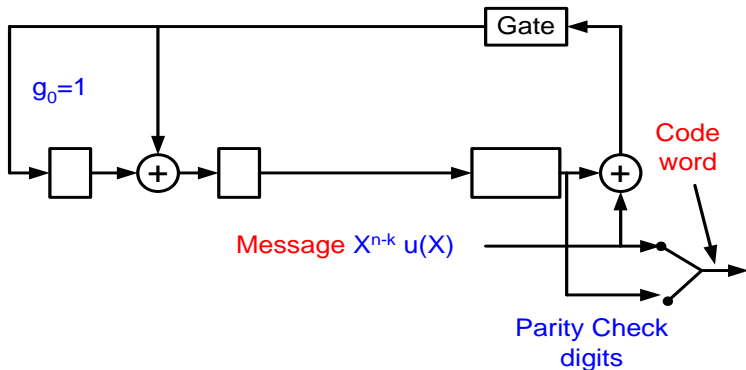 Gate
g₀=1
Code
word
+
+
Message Xⁿ⁻ᵏ u(X)
Parity Check
digits